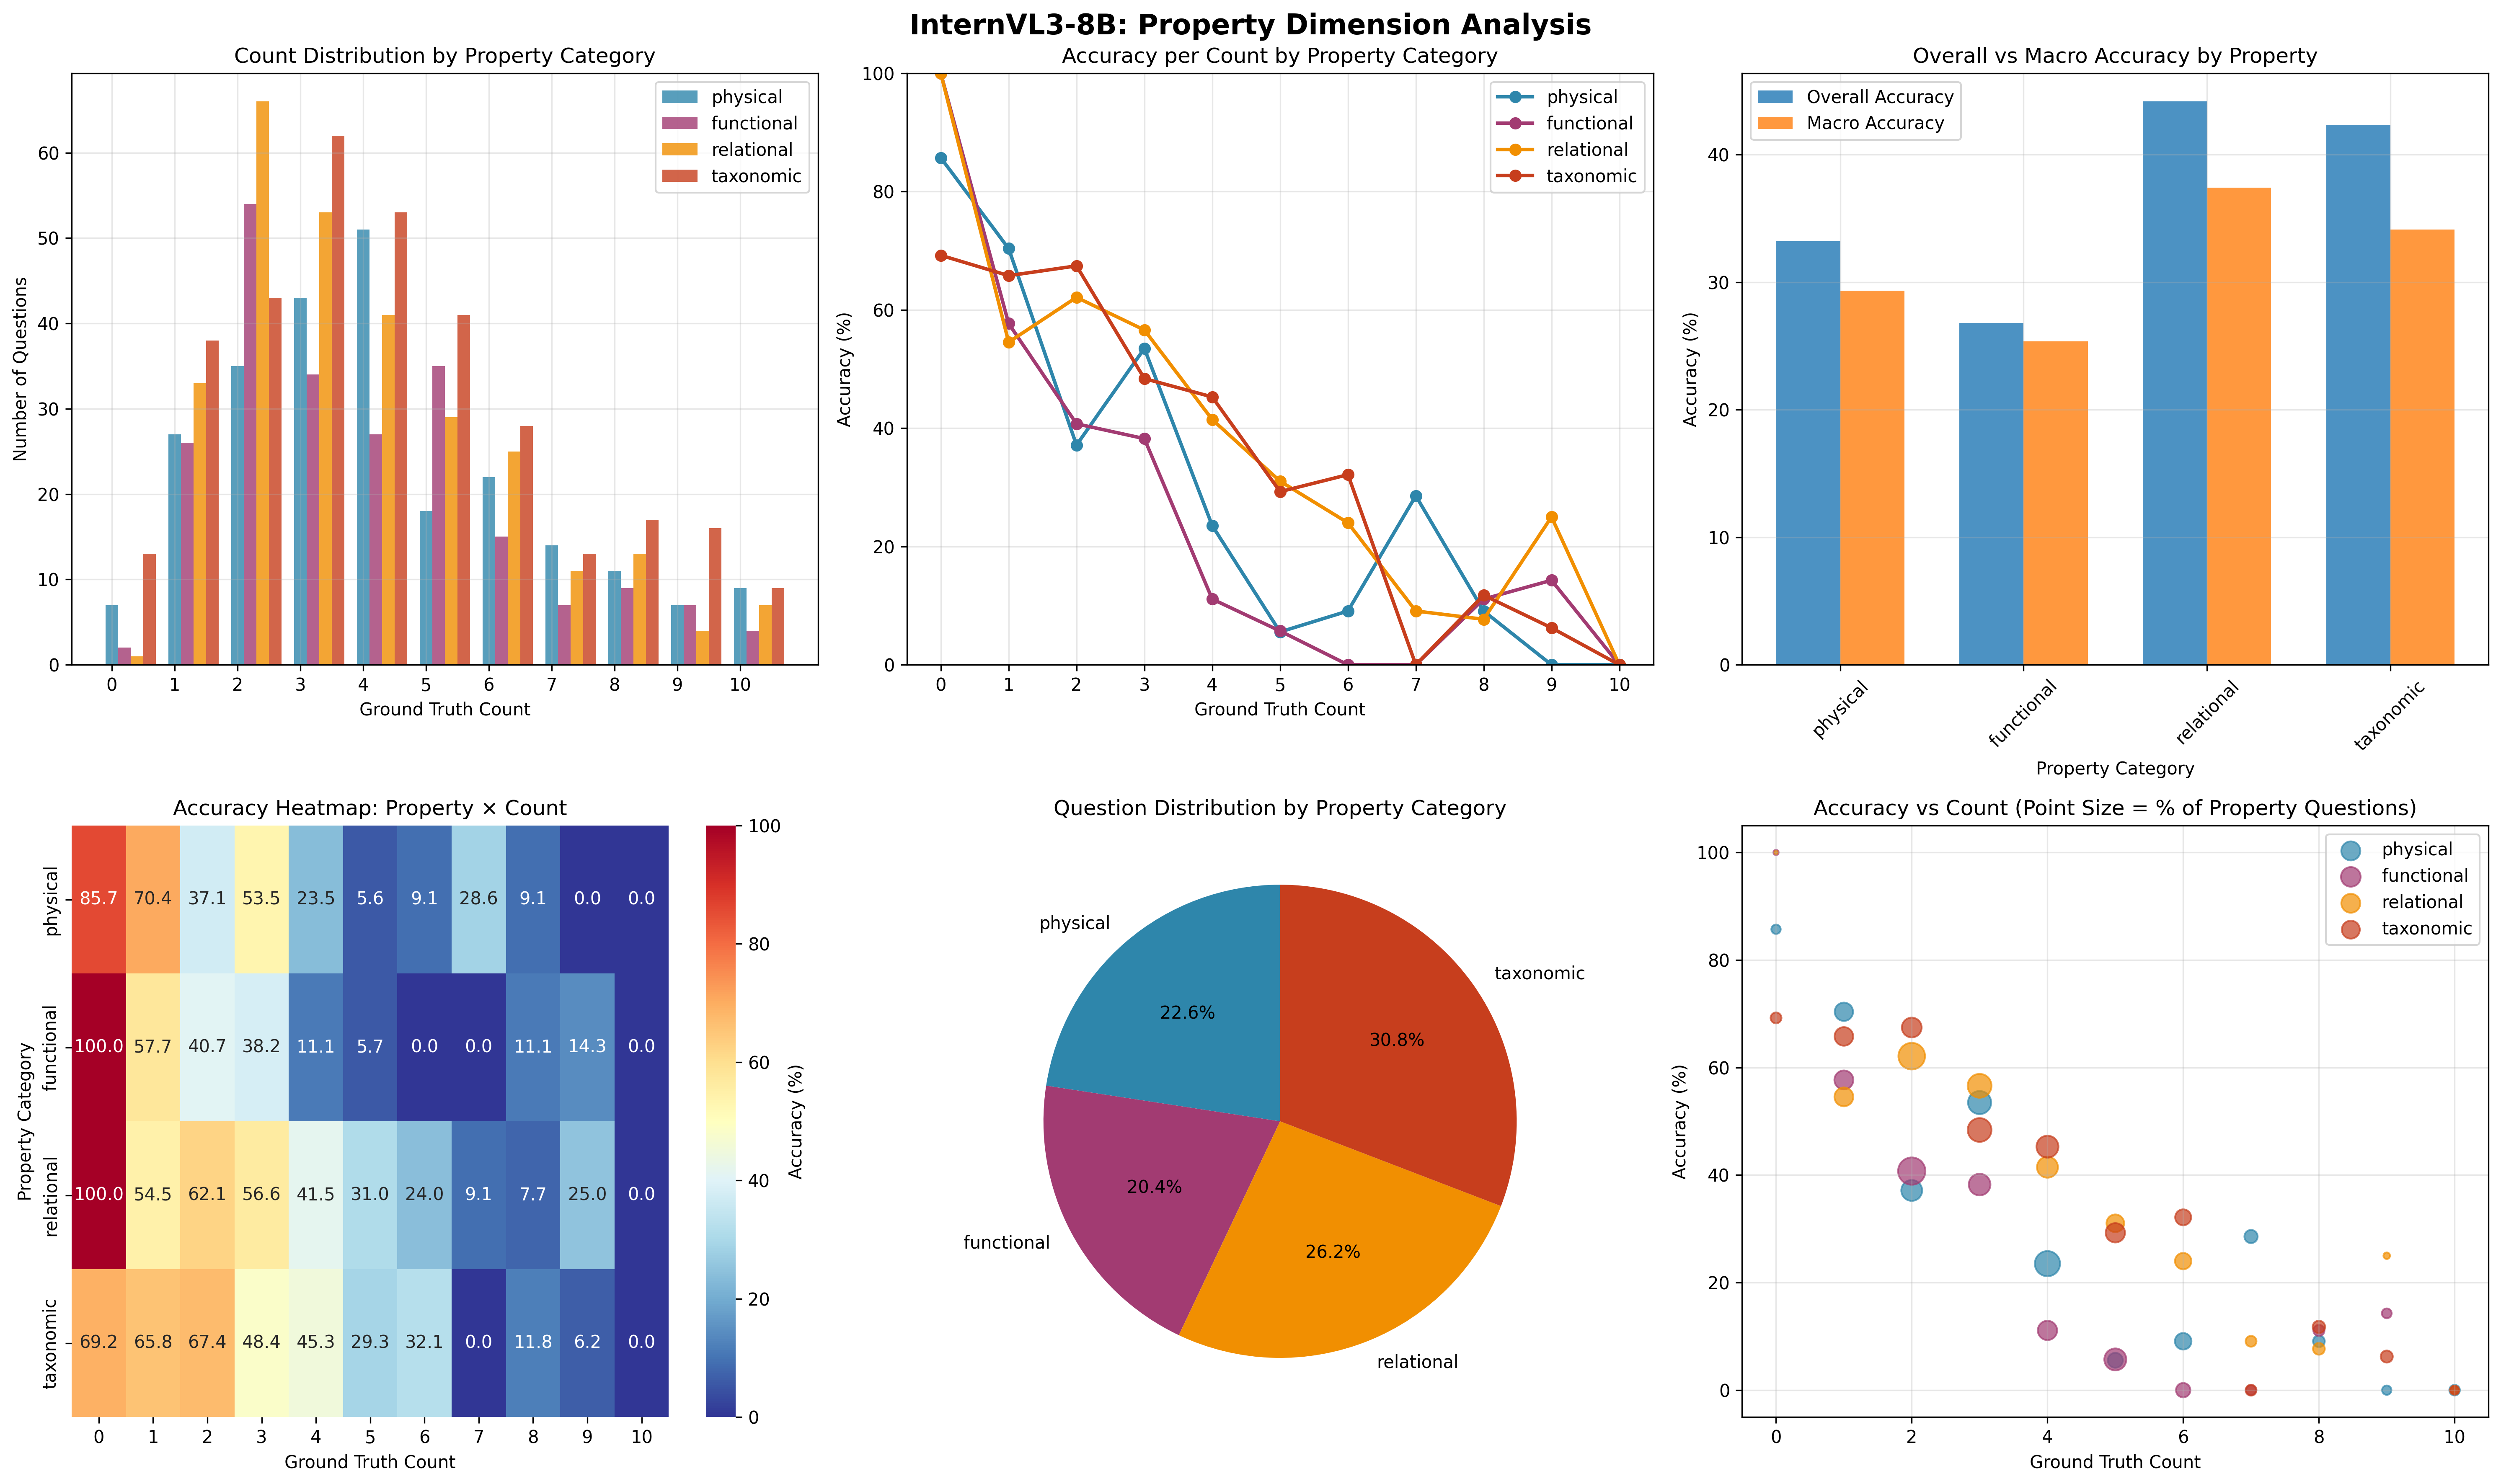 InternVL3-8B: Property Dimension Analysis
Count Distribution by Property Category
Number of Questions
60
50
40
30
20
10
0
0 1 2 3 4 5 6 7 8 9 10
Ground Truth Count
physical
functional
relational
taxonomic
Accuracy per Count by Property Category
Accuracy (%)
100
80
60
40
20
0
0 1 2 3 4 5 6 7 8 9 10
Ground Truth Count
physical
functional
relational
taxonomic
Overall vs Macro Accuracy by Property
Accuracy (%)
40
30
20
10
0
Overall Accuracy
Macro Accuracy
physical functional relational taxonomic
Property Category
Accuracy Heatmap: Property × Count
Property Category
physical
85.7 70.4 37.1 53.5 23.5 5.6 9.1 28.6 9.1 0.0 0.0
functional
100.0 57.7 40.7 38.2 11.1 5.7 0.0 0.0 11.1 14.3 0.0
relational
100.0 54.5 62.1 56.6 41.5 31.0 24.0 9.1 7.7 25.0 0.0
taxonomic
69.2 65.8 67.4 48.4 45.3 29.3 32.1 0.0 11.8 6.2 0.0
0 1 2 3 4 5 6 7 8 9 10
Ground Truth Count
100
80
60
40
20
0
Accuracy (%)
Question Distribution by Property Category
physical
22.6%
taxonomic
30.8%
functional
20.4%
relational
26.2%
Accuracy vs Count (Point Size = % of Property Questions)
Accuracy (%)
100
80
60
40
20
0
0 2 4 6 8 10
Ground Truth Count
physical
functional
relational
taxonomic